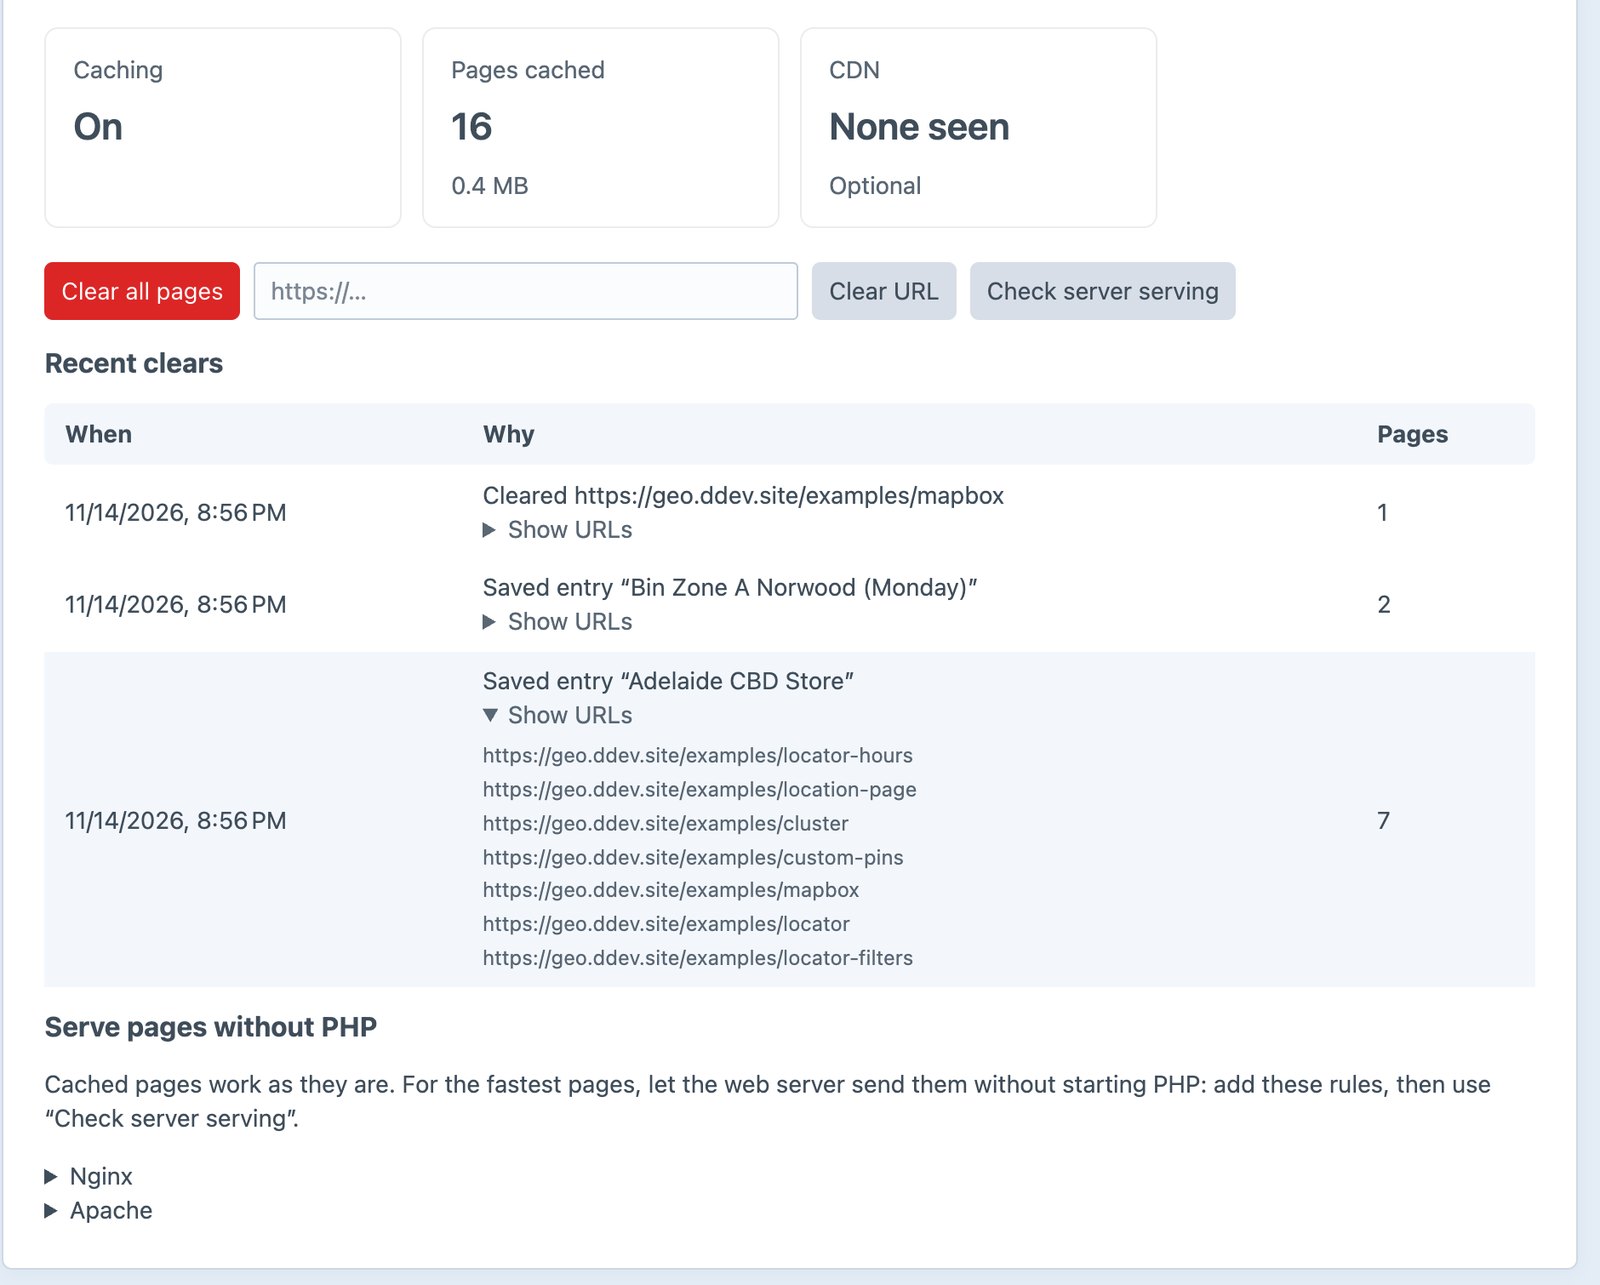 Caching
On
Pages cached
16
0.4 MB
CDN
None seen
Optional
Clear all pages
https://...
Clear URL
Check server serving
Recent clears
When Why Pages
11/14/2026, 8:56 PM
Cleared https://geo.ddev.site/examples/mapbox
▶ Show URLs
1
11/14/2026, 8:56 PM
Saved entry “Bin Zone A Norwood (Monday)”
▶ Show URLs
2
11/14/2026, 8:56 PM
Saved entry “Adelaide CBD Store”
▼ Show URLs
https://geo.ddev.site/examples/locator-hours
https://geo.ddev.site/examples/location-page
https://geo.ddev.site/examples/cluster
https://geo.ddev.site/examples/custom-pins
https://geo.ddev.site/examples/mapbox
https://geo.ddev.site/examples/locator
https://geo.ddev.site/examples/locator-filters
7
Serve pages without PHP
Cached pages work as they are. For the fastest pages, let the web server send them without starting PHP: add these rules, then use
“Check server serving”.
▶ Nginx
▶ Apache